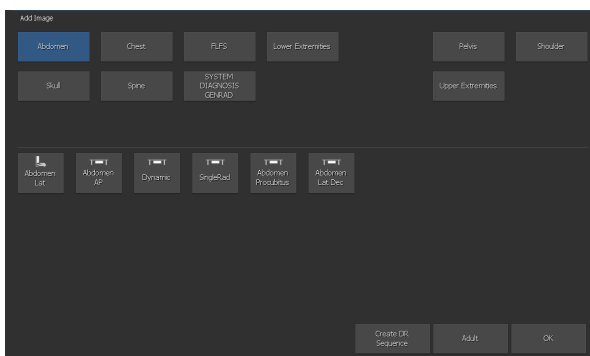 Add Image
Abdomen
Chest
FLFS
Lower Extremities
Pelvis
Shoulder
Skull
Spine
SYSTEM
DIAGNOSIS
GENRAD
Upper Extremities
Abdomen
Lat
Abdomen
AP
Dynamic
SingleRad
Abdomen
Procubitus
Abdomen
Lat Dec
Create DR
Sequence
Adult
OK